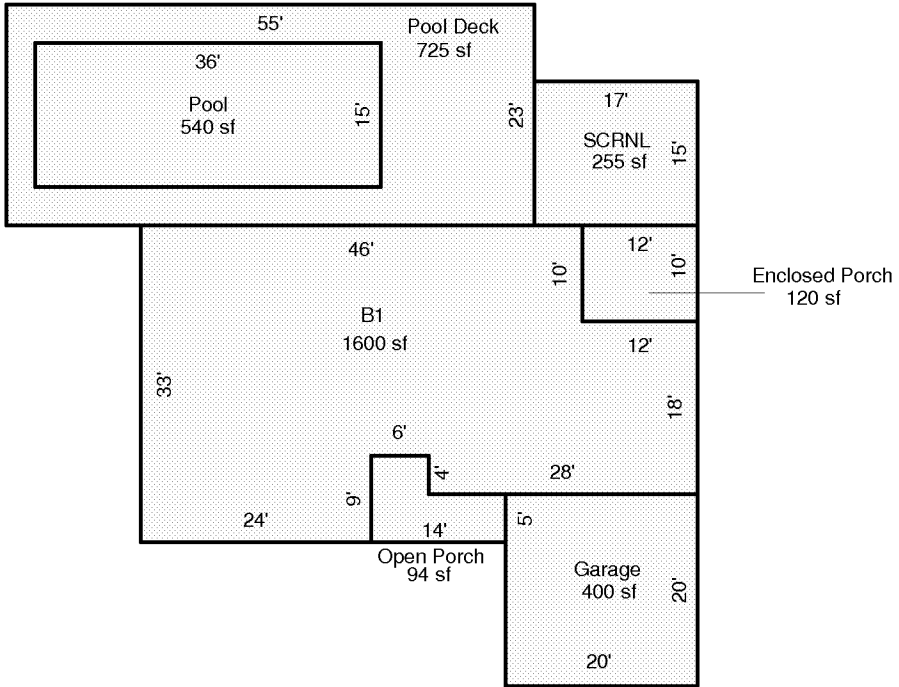 55'
Pool Deck
725 sf
36'
Pool
540 sf
15'
23'
17'
SCRNL
255 sf
15'
46'
10'
12'
10'
Enclosed Porch
120 sf
B1
1600 sf
12'
33'
18'
6'
4'
28'
9'
24'
14'
5'
Open Porch
94 sf
Garage
400 sf
20'
20'